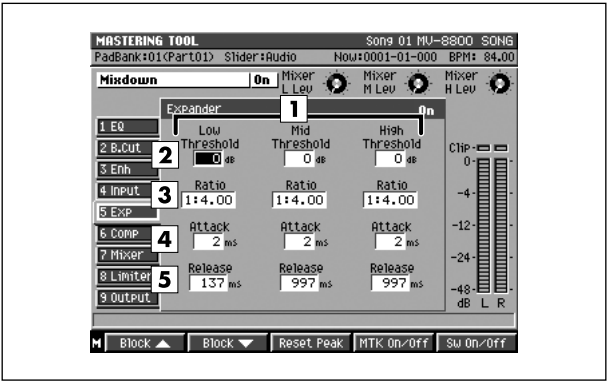 MASTERING TOOL Song 01 MV-8800 SONG
PadBank:01(Part01) Slider:Audio Now:0001-01-000 BPM: 84.00
Mixdown On Mixer L Lev Mixer M Lev Mixer H Lev
Expander On
1
1 EQ
2 B.Cut
3 Enh
4 Input
5 Exp
6 Comp
7 Mixer
8 Limiter
9 Output
Low Mid High
2 Threshold Threshold Threshold
0 dB 0 dB 0 dB
3 Ratio Ratio Ratio
1:4.00 1:4.00 1:4.00
4 Attack Attack Attack
2 ms 2 ms 2 ms
5 Release Release Release
137 ms 997 ms 997 ms
Clip
0
-4
-12
-24
-48
dB L R
M Block ▲ Block ▼ Reset Peak MTK On/Off Sw On/Off